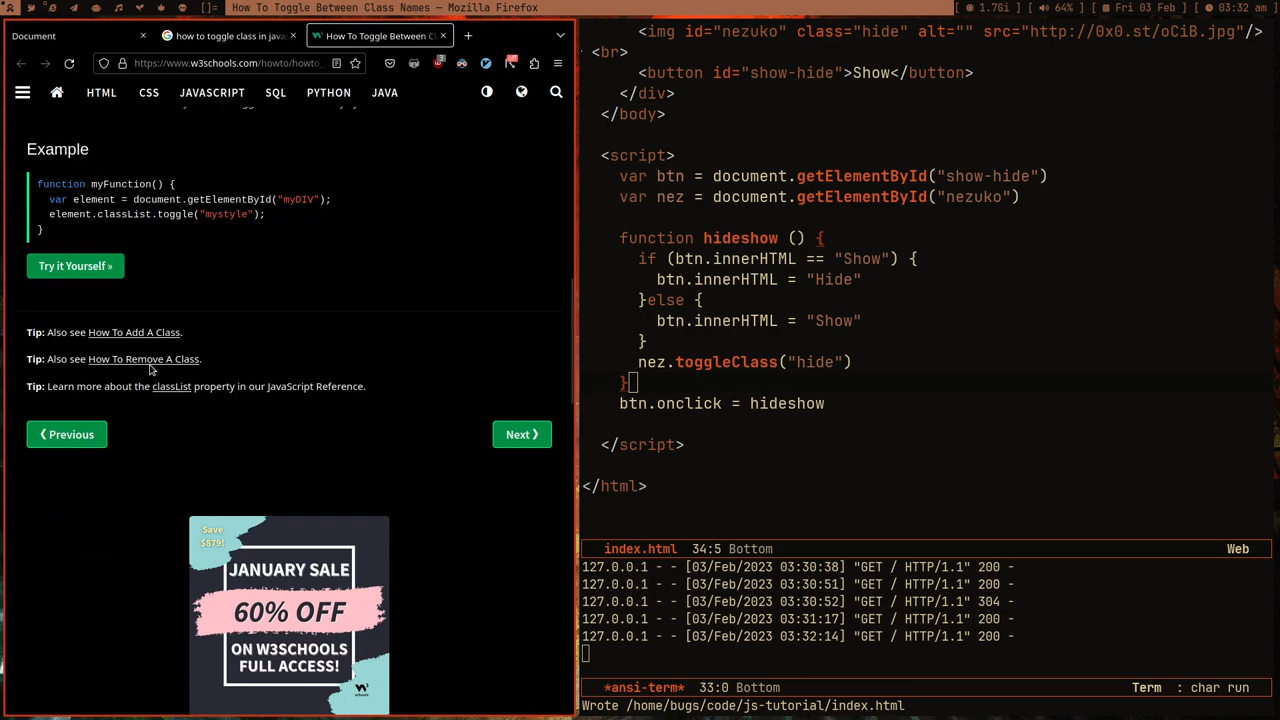 []= How To Toggle Between Class Names — Mozilla Firefox [ 1.7Gi ] [ 64% ] [ Fri 03 Feb ] [ 03:32 am ]
Document × how to toggle class in javas × How To Toggle Between Cl × +
https://www.w3schools.com/howto/howto_
HTML CSS JAVASCRIPT SQL PYTHON JAVA
Example
function myFunction() {
var element = document.getElementById("myDIV");
element.classList.toggle("mystyle");
}
Try it Yourself »
Tip: Also see How To Add A Class.
Tip: Also see How To Remove A Class.
Tip: Learn more about the classList property in our JavaScript Reference.
❮ Previous
Next ❯
Save
$879!
JANUARY SALE
60% OFF
ON W3SCHOOLS
FULL ACCESS!
W3
schools
<img id="nezuko" class="hide" alt="" src="http://0x0.st/oCiB.jpg"/>
<br>
<button id="show-hide">Show</button>
</div>
</body>
<script>
var btn = document.getElementById("show-hide")
var nez = document.getElementById("nezuko")
function hideshow () {
if (btn.innerHTML == "Show") {
btn.innerHTML = "Hide"
}else {
btn.innerHTML = "Show"
}
nez.toggleClass("hide")
}
btn.onclick = hideshow
</script>
</html>
index.html 34:5 Bottom Web
127.0.0.1 - - [03/Feb/2023 03:30:38] "GET / HTTP/1.1" 200 -
127.0.0.1 - - [03/Feb/2023 03:30:51] "GET / HTTP/1.1" 200 -
127.0.0.1 - - [03/Feb/2023 03:30:52] "GET / HTTP/1.1" 304 -
127.0.0.1 - - [03/Feb/2023 03:31:17] "GET / HTTP/1.1" 200 -
127.0.0.1 - - [03/Feb/2023 03:32:14] "GET / HTTP/1.1" 200 -
*ansi-term* 33:0 Bottom Term : char run
Wrote /home/bugs/code/js-tutorial/index.html